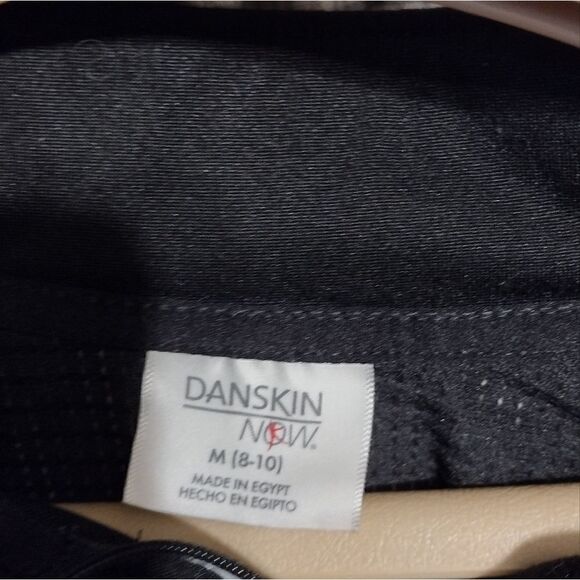 DANSKIN
NOW.
M (8-10)
MADE IN EGYPT
HECHO EN EGIPTO